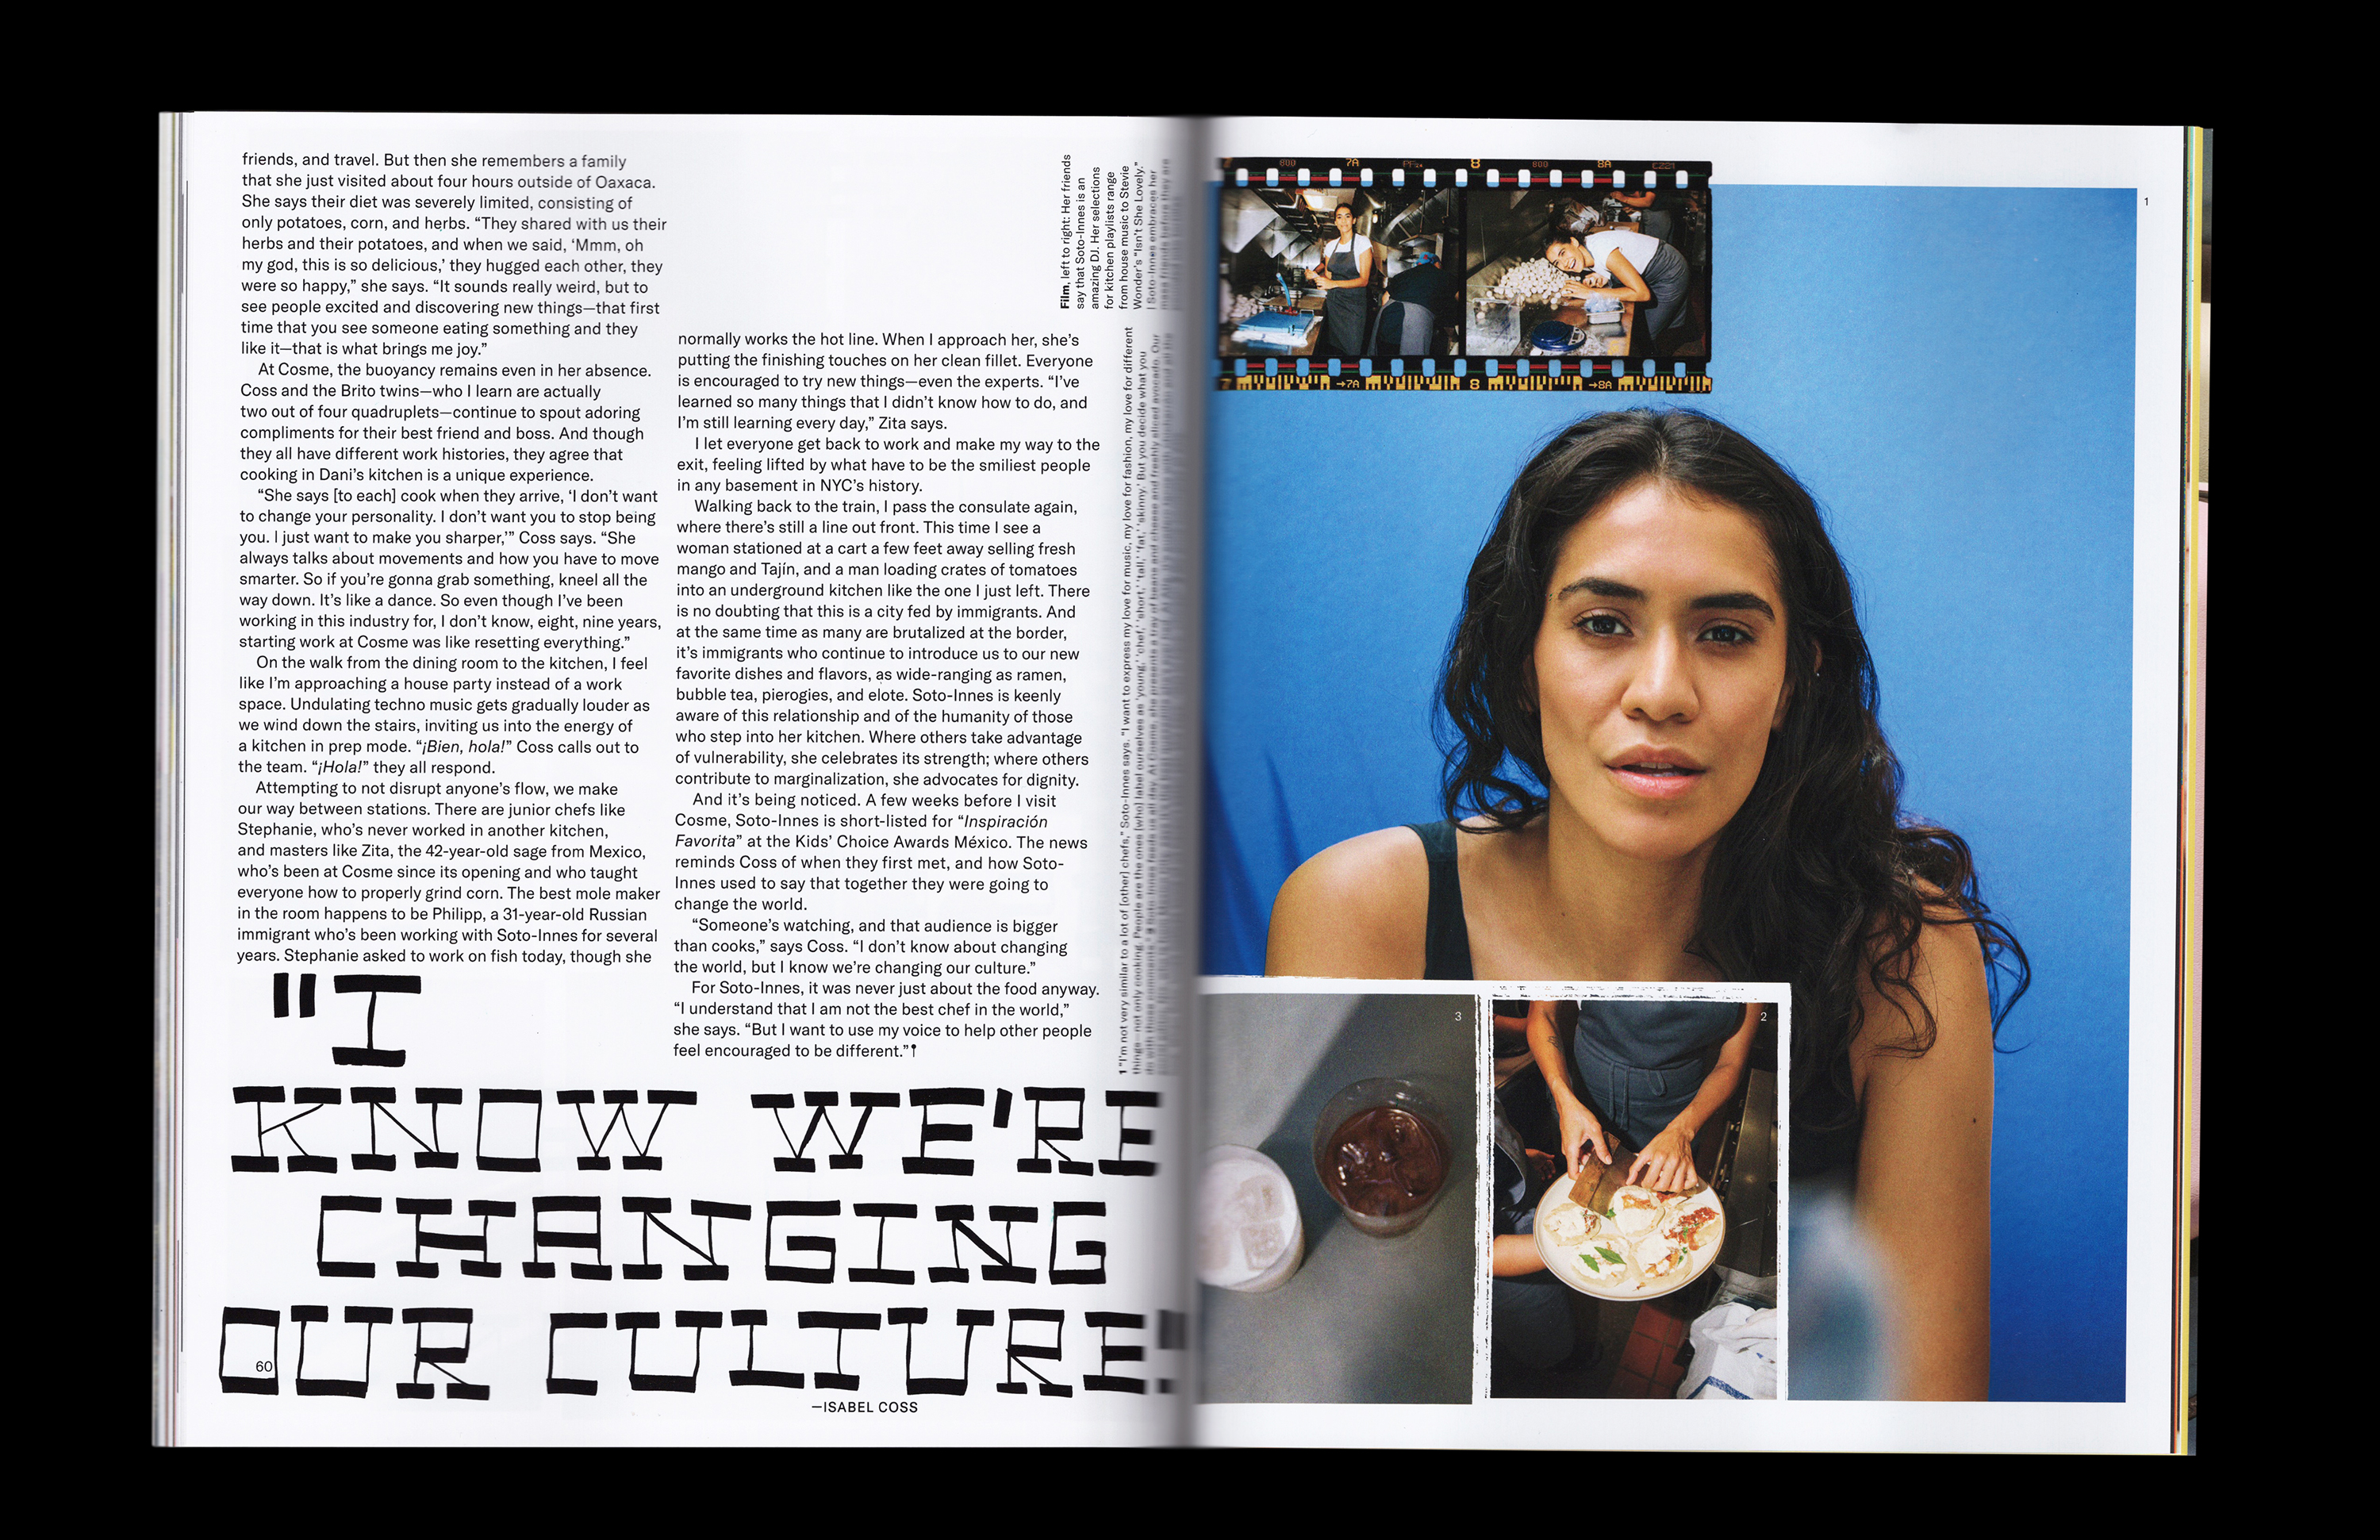 friends, and travel. But then she remembers a family
that she just visited about four hours outside of Oaxaca.
She says their diet was severely limited, consisting of
only potatoes, corn, and herbs. “They shared with us their
herbs and their potatoes, and when we said, ‘Mmm, oh
my god, this is so delicious,’ they hugged each other, they
were so happy,” she says. “It sounds really weird, but to
see people excited and discovering new things—that first
time that you see someone eating something and they
like it—that is what brings me joy.”
At Cosme, the buoyancy remains even in her absence.
Coss and the Brito twins—who I learn are actually
two out of four quadruplets—continue to spout adoring
compliments for their best friend and boss. And though
they all have different work histories, they agree that
cooking in Dani’s kitchen is a unique experience.
“She says [to each] cook when they arrive, ‘I don’t want
to change your personality. I don’t want you to stop being
you. I just want to make you sharper,’” Coss says. “She
always talks about movements and how you have to move
smarter. So if you’re gonna grab something, kneel all the
way down. It’s like a dance. So even though I’ve been
working in this industry for, I don’t know, eight, nine years,
starting work at Cosme was like resetting everything.”
On the walk from the dining room to the kitchen, I feel
like I’m approaching a house party instead of a work
space. Undulating techno music gets gradually louder as
we wind down the stairs, inviting us into the energy of
a kitchen in prep mode. “¡Bien, hola!” Coss calls out to
the team. “¡Hola!” they all respond.
Attempting to not disrupt anyone’s flow, we make
our way between stations. There are junior chefs like
Stephanie, who’s never worked in another kitchen,
and masters like Zita, the 42-year-old sage from Mexico,
who’s been at Cosme since its opening and who taught
everyone how to properly grind corn. The best mole maker
in the room happens to be Philipp, a 31-year-old Russian
immigrant who’s been working with Soto-Innes for several
years. Stephanie asked to work on fish today, though she
normally works the hot line. When I approach her, she’s
putting the finishing touches on her clean fillet. Everyone
is encouraged to try new things—even the experts. “I’ve
learned so many things that I didn’t know how to do, and
I’m still learning every day,” Zita says.
I let everyone get back to work and make my way to the
exit, feeling lifted by what have to be the smiliest people
in any basement in NYC’s history.
Walking back to the train, I pass the consulate again,
where there’s still a line out front. This time I see a
woman stationed at a cart a few feet away selling fresh
mango and Tajín, and a man loading crates of tomatoes
into an underground kitchen like the one I just left. There
is no doubting that this is a city fed by immigrants. And
at the same time as many are brutalized at the border,
it’s immigrants who continue to introduce us to our new
favorite dishes and flavors, as wide-ranging as ramen,
bubble tea, pierogies, and elote. Soto-Innes is keenly
aware of this relationship and of the humanity of those
who step into her kitchen. Where others take advantage
of vulnerability, she celebrates its strength; where others
contribute to marginalization, she advocates for dignity.
And it’s being noticed. A few weeks before I visit
Cosme, Soto-Innes is short-listed for “Inspiración
Favorita” at the Kids’ Choice Awards México. The news
reminds Coss of when they first met, and how Soto-
Innes used to say that together they were going to
change the world.
“Someone’s watching, and that audience is bigger
than cooks,” says Coss. “I don’t know about changing
the world, but I know we’re changing our culture.”
For Soto-Innes, it was never just about the food anyway.
“I understand that I am not the best chef in the world,”
she says. “But I want to use my voice to help other people
feel encouraged to be different.”
"I
KNOW WE'RE
CHANGING
OUR CULTURE.
—ISABEL COSS
60
Film, left to right: Her friends
say that Soto-Innes is an
amazing DJ. Her selections
for kitchen playlists range
from house music to Stevie
Wonder’s “Isn’t She Lovely.”
Soto-Innes embraces her
1 “I’m not very similar to a lot of [other] chefs,” Soto-Innes says. “I want to express my love for music, my love for fashion, my love for different
things—not only cooking. People are the ones [who] label ourselves as ‘young,’ ‘chef,’ ‘short,’ ‘tall,’ ‘fat,’ ‘skinny.’ But you decide what you
800 7A 8 800 8A
7 →7A 8 →8A
1
3
2